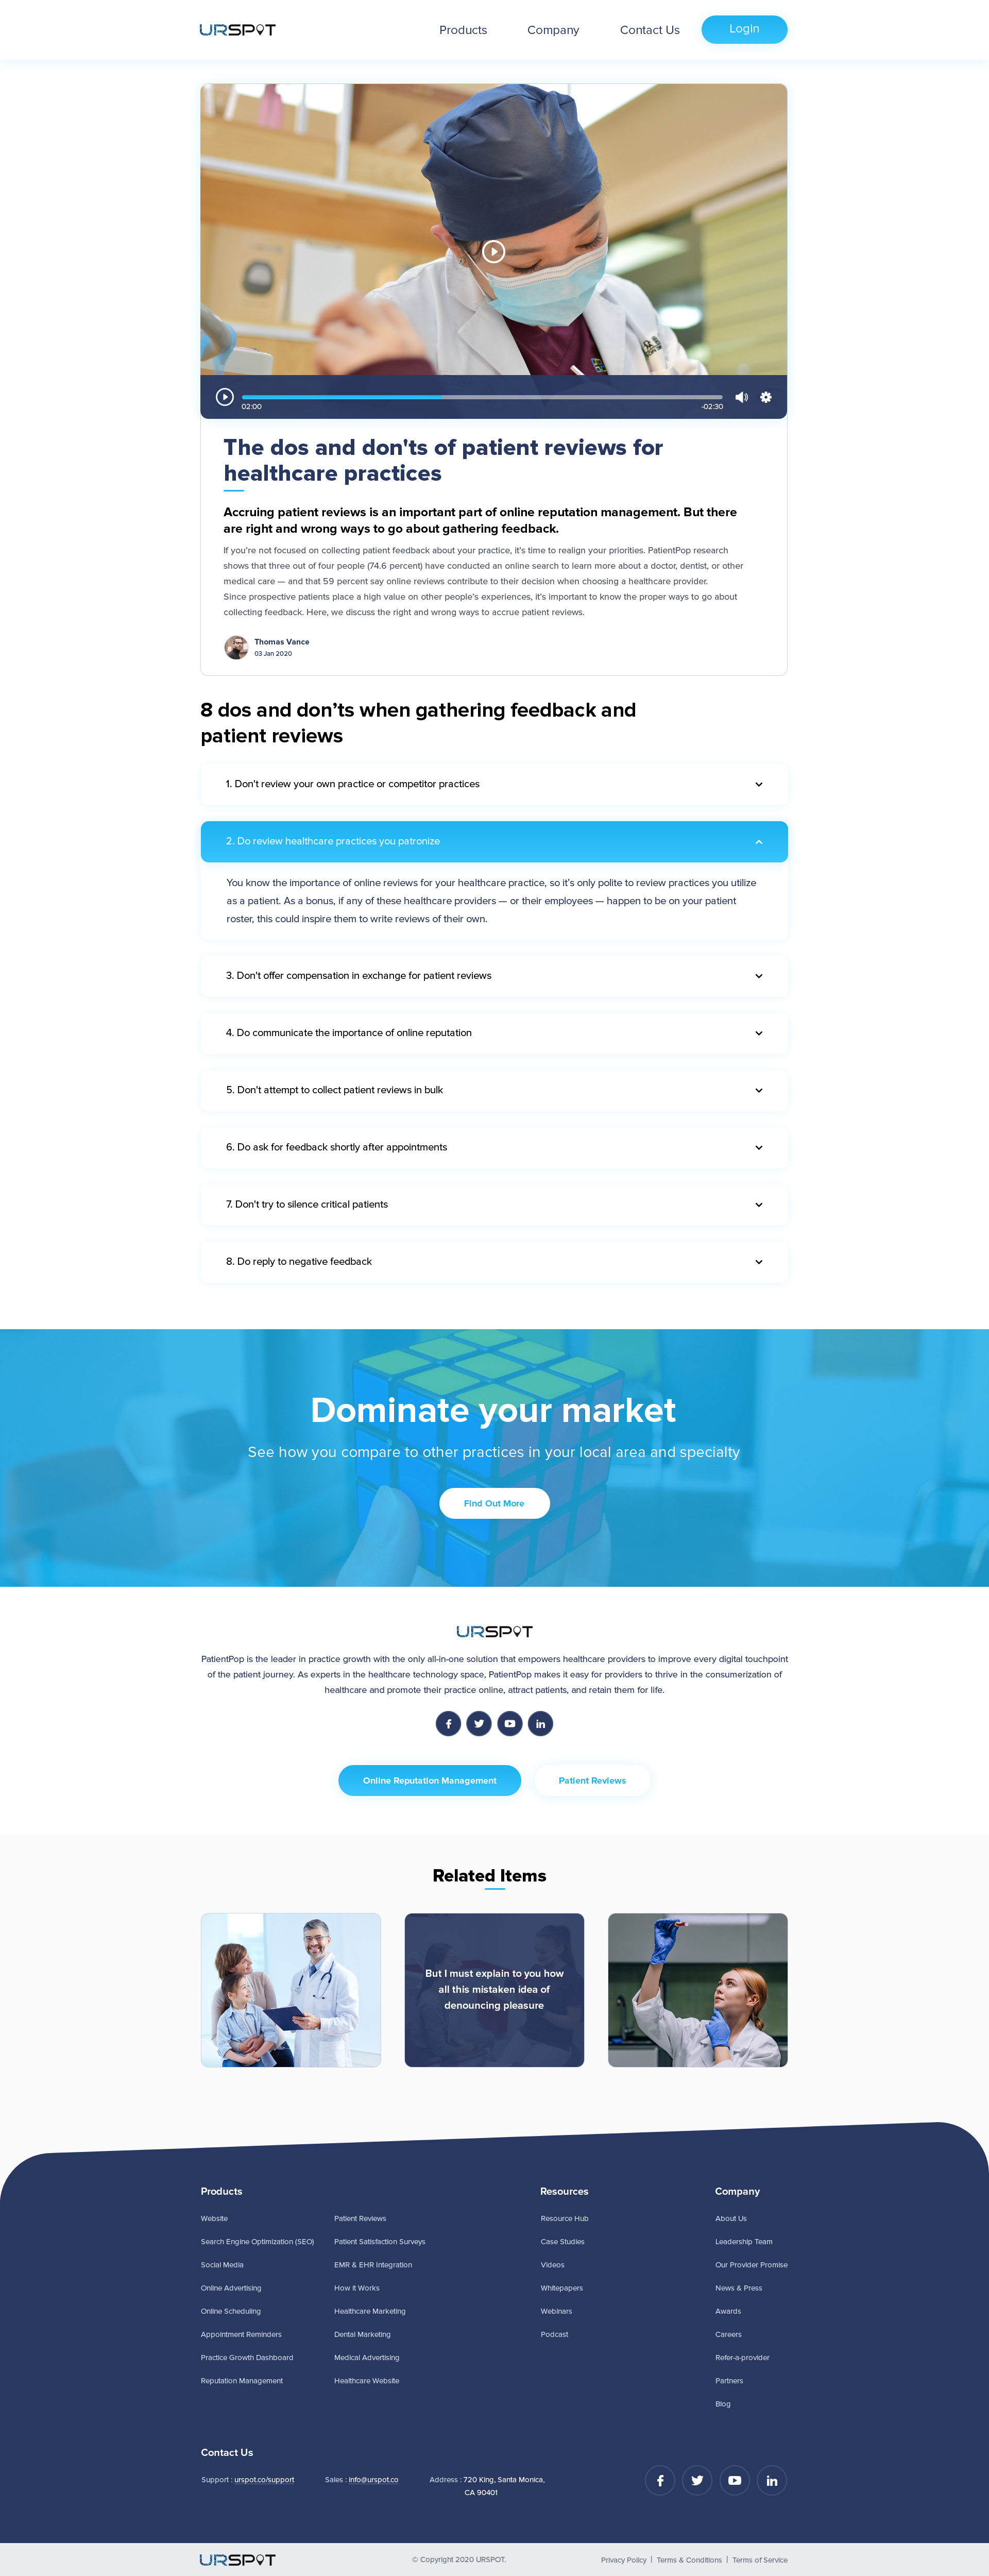 URSPOT
Products
Company
Contact Us
Login
02:00
-02:30
The dos and don'ts of patient reviews for
healthcare practices
Accruing patient reviews is an important part of online reputation management. But there
are right and wrong ways to go about gathering feedback.
If you're not focused on collecting patient feedback about your practice, it's time to realign your priorities. PatientPop research
shows that three out of four people (74.6 percent) have conducted an online search to learn more about a doctor, dentist, or other
medical care — and that 59 percent say online reviews contribute to their decision when choosing a healthcare provider.
Since prospective patients place a high value on other people's experiences, it's important to know the proper ways to go about
collecting feedback. Here, we discuss the right and wrong ways to accrue patient reviews.
Thomas Vance
03 Jan 2020
8 dos and don'ts when gathering feedback and
patient reviews
1. Don't review your own practice or competitor practices
2. Do review healthcare practices you patronize
You know the importance of online reviews for your healthcare practice, so it's only polite to review practices you utilize
as a patient. As a bonus, if any of these healthcare providers — or their employees — happen to be on your patient
roster, this could inspire them to write reviews of their own.
3. Don't offer compensation in exchange for patient reviews
4. Do communicate the importance of online reputation
5. Don't attempt to collect patient reviews in bulk
6. Do ask for feedback shortly after appointments
7. Don't try to silence critical patients
8. Do reply to negative feedback
Dominate your market
See how you compare to other practices in your local area and specialty
Find Out More
URSPOT
PatientPop is the leader in practice growth with the only all-in-one solution that empowers healthcare providers to improve every digital touchpoint
of the patient journey. As experts in the healthcare technology space, PatientPop makes it easy for providers to thrive in the consumerization of
healthcare and promote their practice online, attract patients, and retain them for life.
Online Reputation Management
Patient Reviews
Related Items
But I must explain to you how
all this mistaken idea of
denouncing pleasure
Products
Website
Search Engine Optimization (SEO)
Social Media
Online Advertising
Online Scheduling
Appointment Reminders
Practice Growth Dashboard
Reputation Management
Patient Reviews
Patient Satisfaction Surveys
EMR & EHR Integration
How it Works
Healthcare Marketing
Dental Marketing
Medical Advertising
Healthcare Website
Resources
Resource Hub
Case Studies
Videos
Whitepapers
Webinars
Podcast
Company
About Us
Leadership Team
Our Provider Promise
News & Press
Awards
Careers
Refer-a-provider
Partners
Blog
Contact Us
Support : urspot.co/support
Sales : info@urspot.co
Address : 720 King, Santa Monica,
CA 90401
URSPOT
© Copyright 2020 URSPOT.
Privacy Policy | Terms & Conditions | Terms of Service